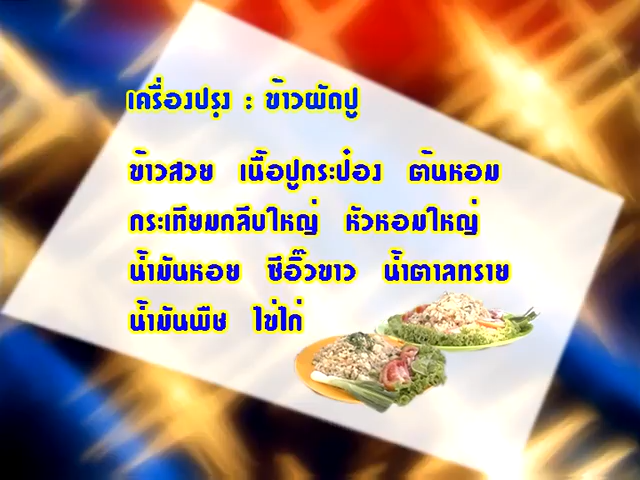 เครื่องปรุง : ข้าวผัดปู
ข้าวสวย เนื้อปูกระป๋อง ต้นหอม
กระเทียมกลีบใหญ่ หัวหอมใหญ่
น้ำมันหอย ซีอิ๊วขาว น้ำตาลทราย
น้ำมันพืช ไข่ไก่